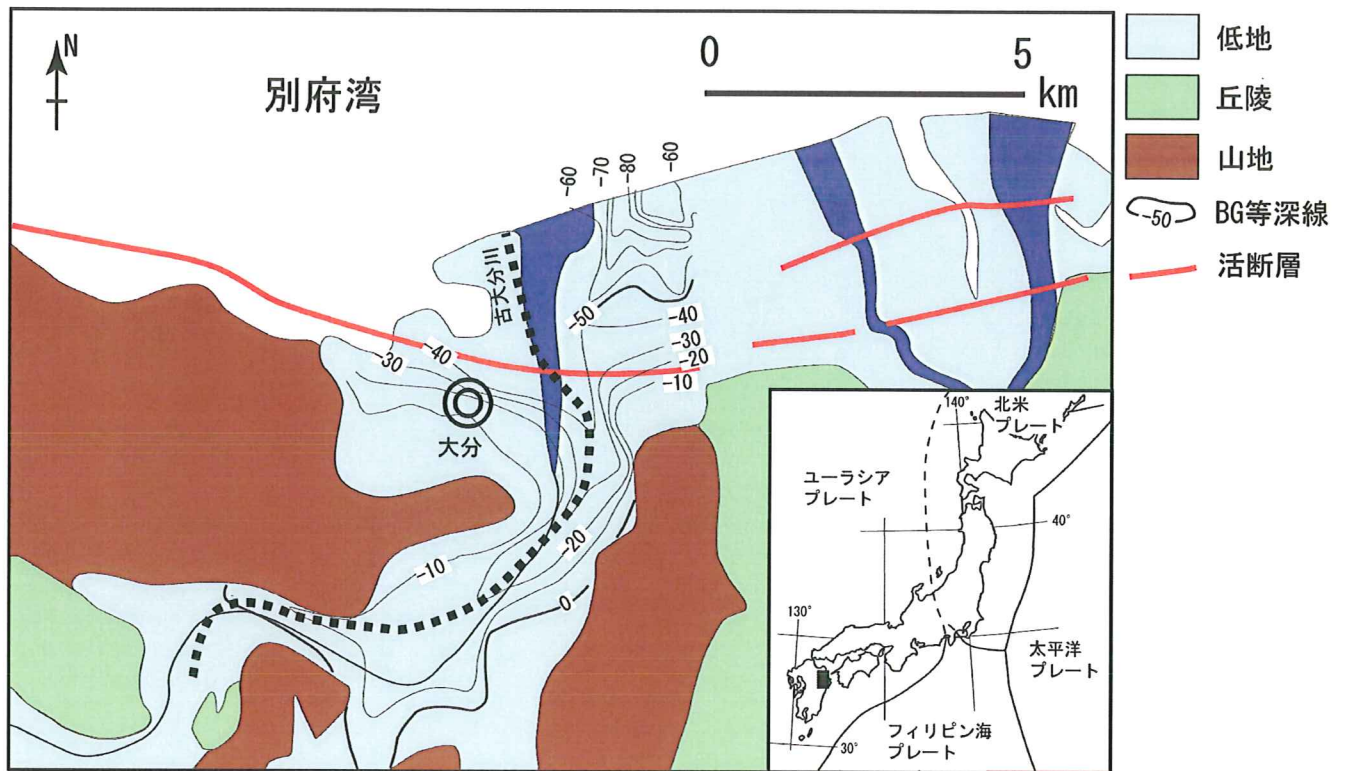 N
別府湾
0 5
km
低地
丘陵
山地
-50 BG等深線
活断層
-60
-70
-80
-60
古大分川
-50
-40
-30
-20
-10
-40
-30
大分
-20
-10
0
140°
北米
プレート
ユーラシア
プレート
40°
130°
太平洋
プレート
フィリピン海
プレート
30°